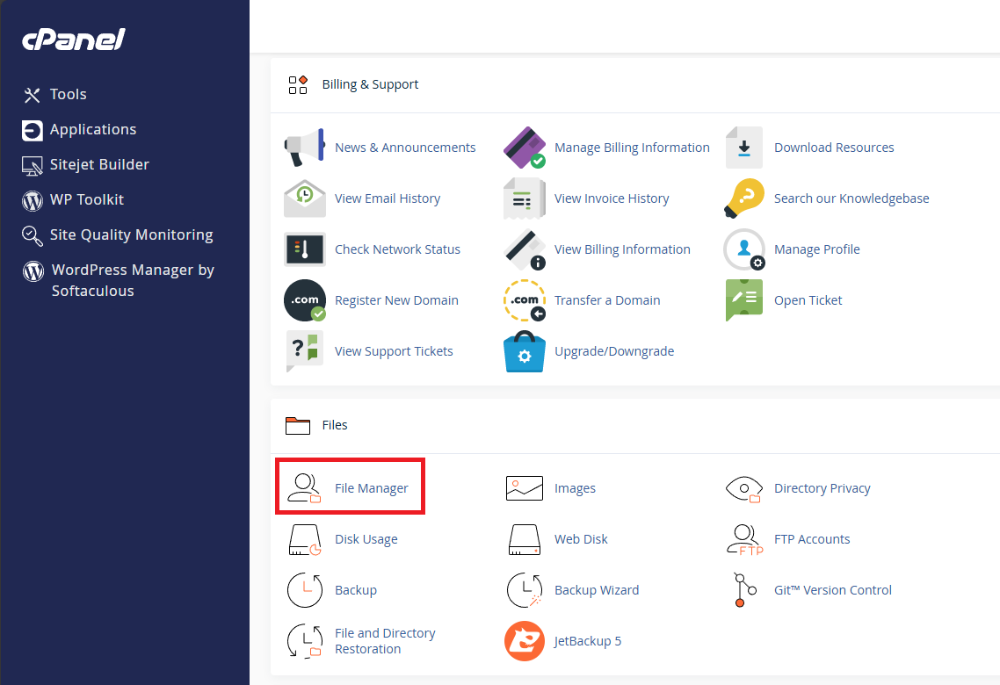 cPanel
Tools
Applications
Sitejet Builder
WP Toolkit
Site Quality Monitoring
WordPress Manager by
Softaculous
Billing & Support
News & Announcements
Manage Billing Information
Download Resources
View Email History
View Invoice History
Search our Knowledgebase
Check Network Status
View Billing Information
Manage Profile
.com
Register New Domain
.com
Transfer a Domain
Open Ticket
?
View Support Tickets
Upgrade/Downgrade
Files
File Manager
Images
Directory Privacy
Disk Usage
Web Disk
FTP
FTP Accounts
Backup
Backup Wizard
Git™ Version Control
File and Directory
Restoration
JetBackup 5